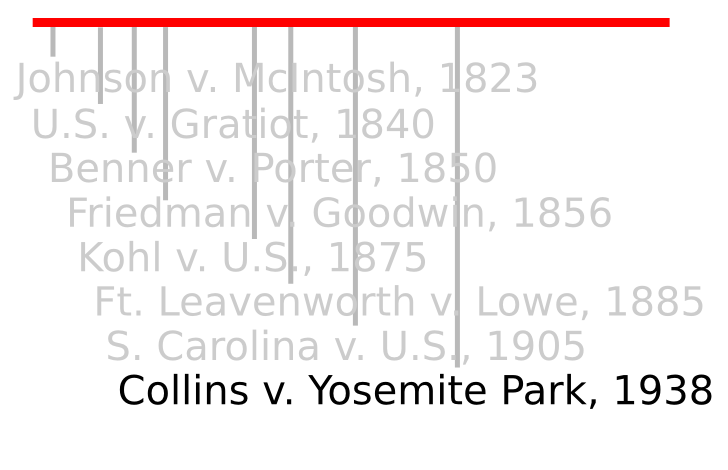 Johnson v. McIntosh, 1823
U.S. v. Gratiot, 1840
Benner v. Porter, 1850
Friedman v. Goodwin, 1856
Kohl v. U.S., 1875
Ft. Leavenworth v. Lowe, 1885
S. Carolina v. U.S., 1905
Collins v. Yosemite Park, 1938